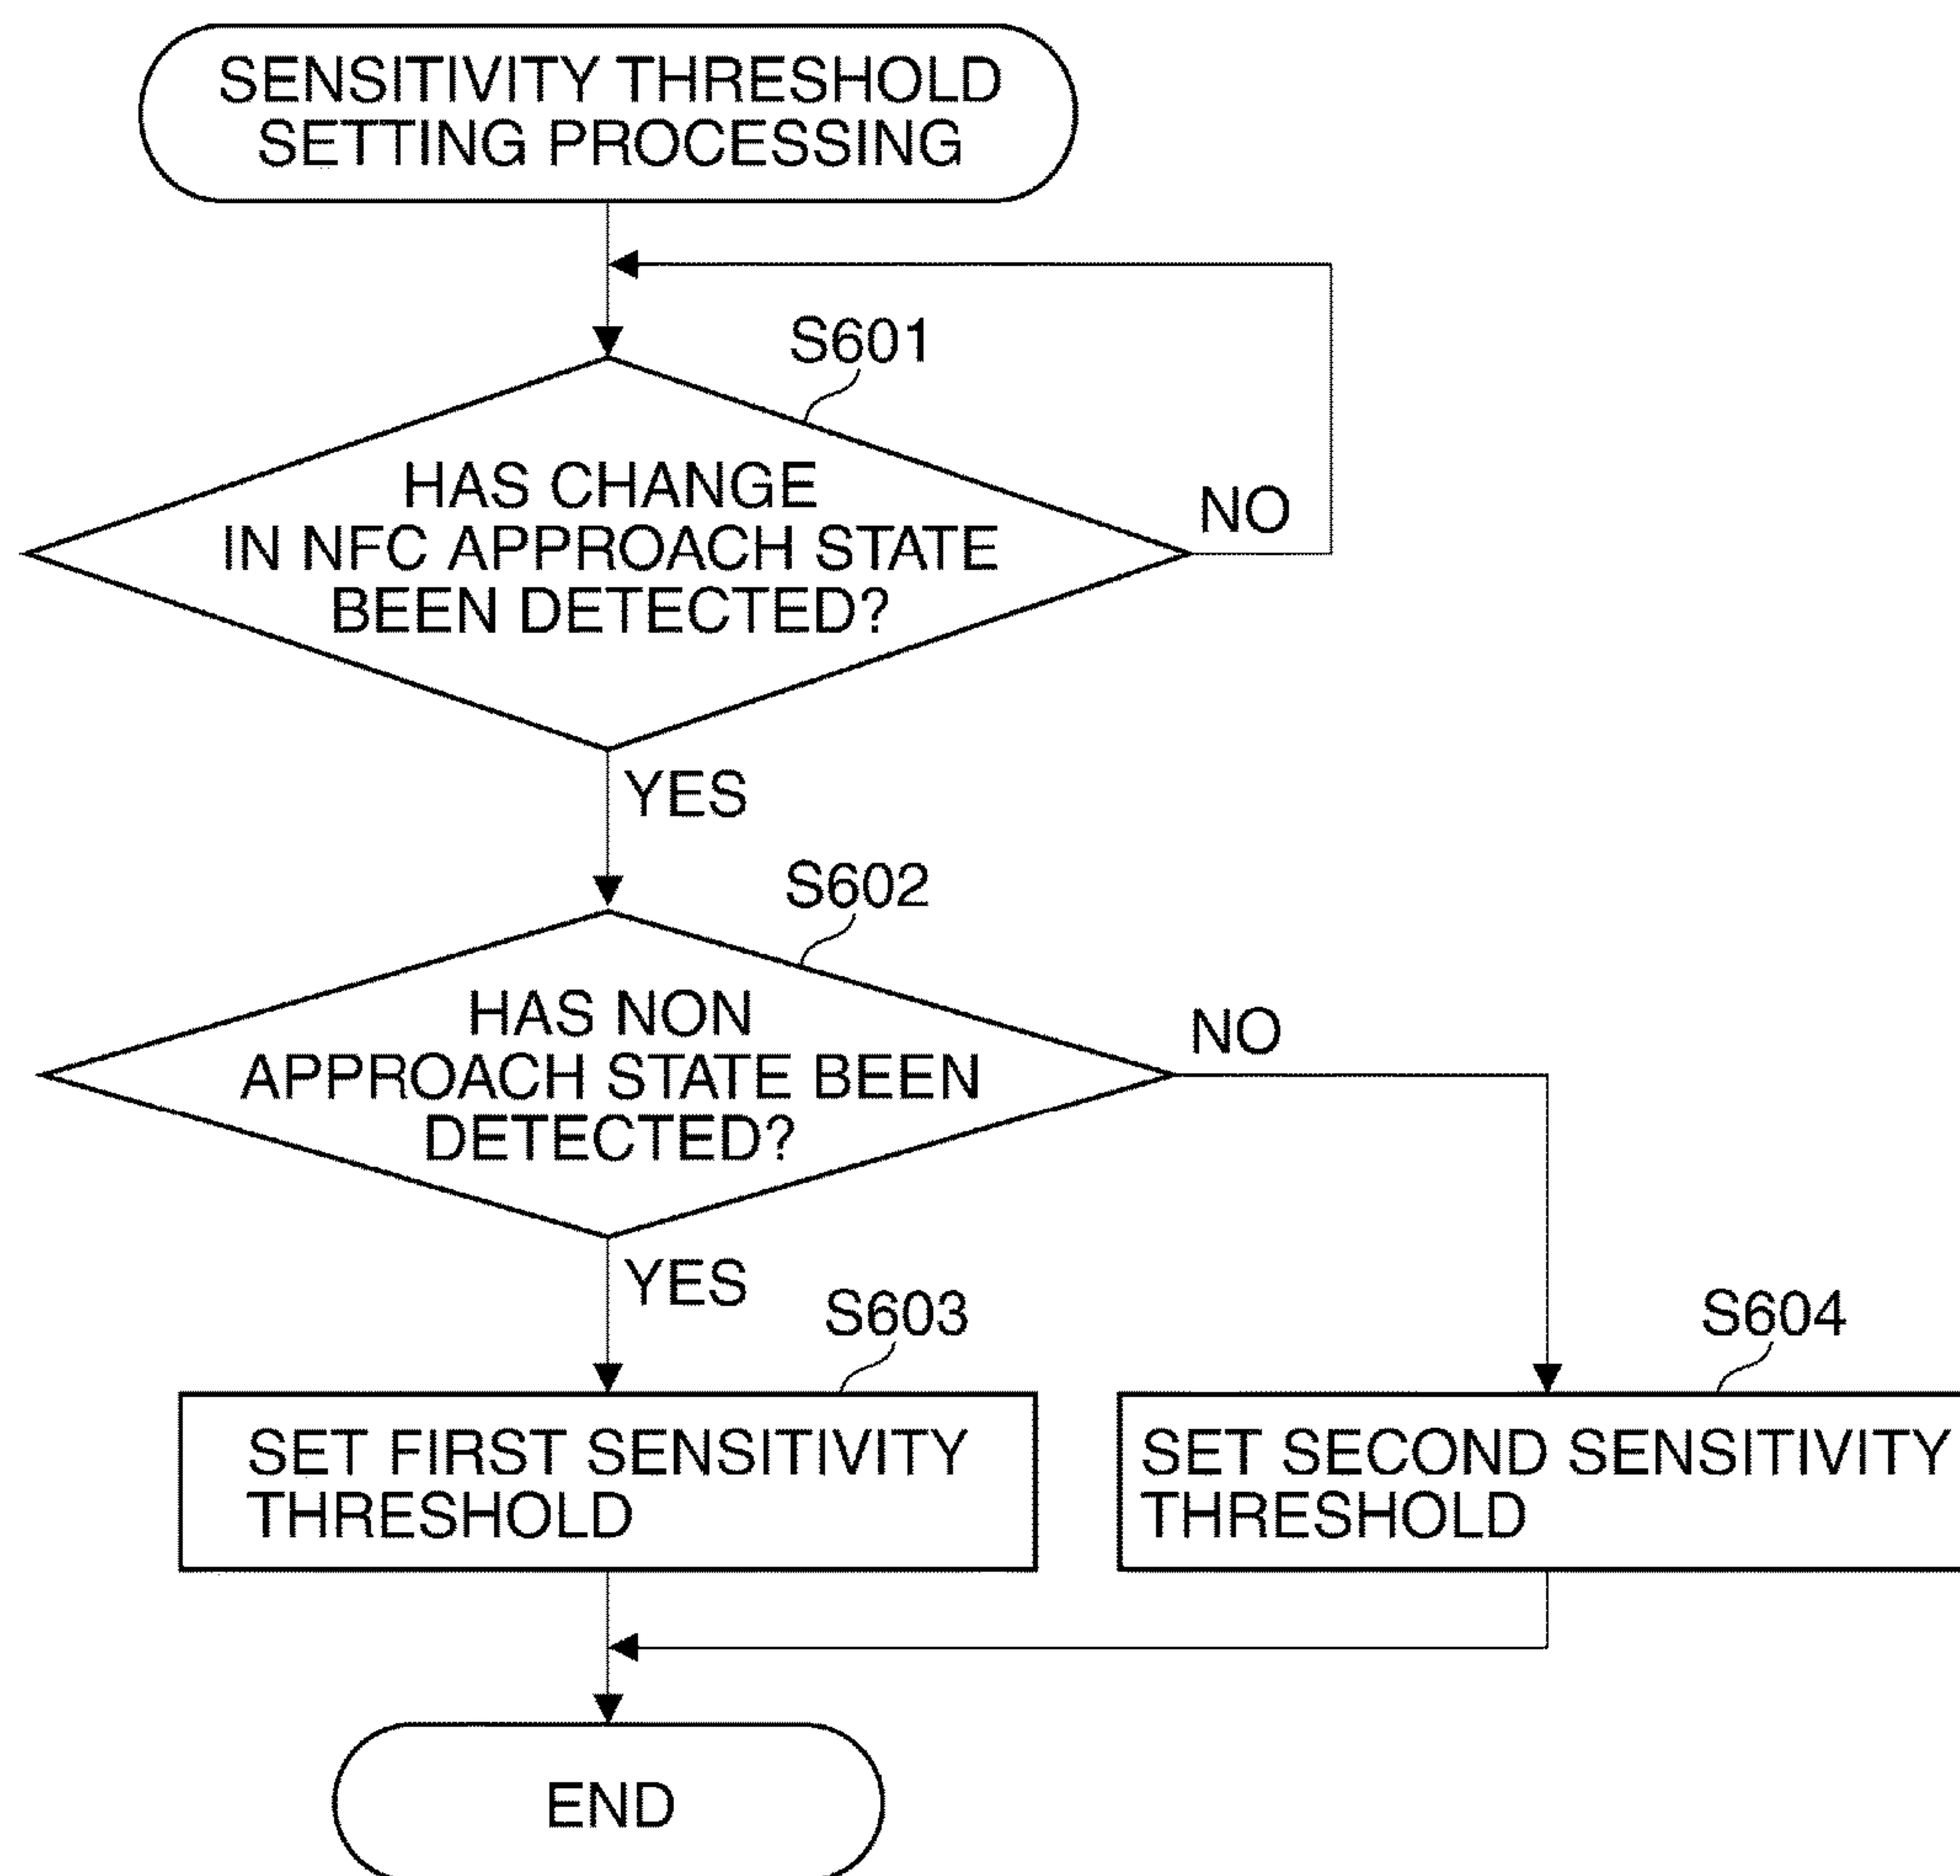 SENSITIVITY THRESHOLD
SETTING PROCESSING
S601
HAS CHANGE
IN NFC APPROACH STATE
BEEN DETECTED?
NO
YES
S602
HAS NON
APPROACH STATE BEEN
DETECTED?
NO
YES
S603
S604
SET FIRST SENSITIVITY
THRESHOLD
SET SECOND SENSITIVITY
THRESHOLD
END